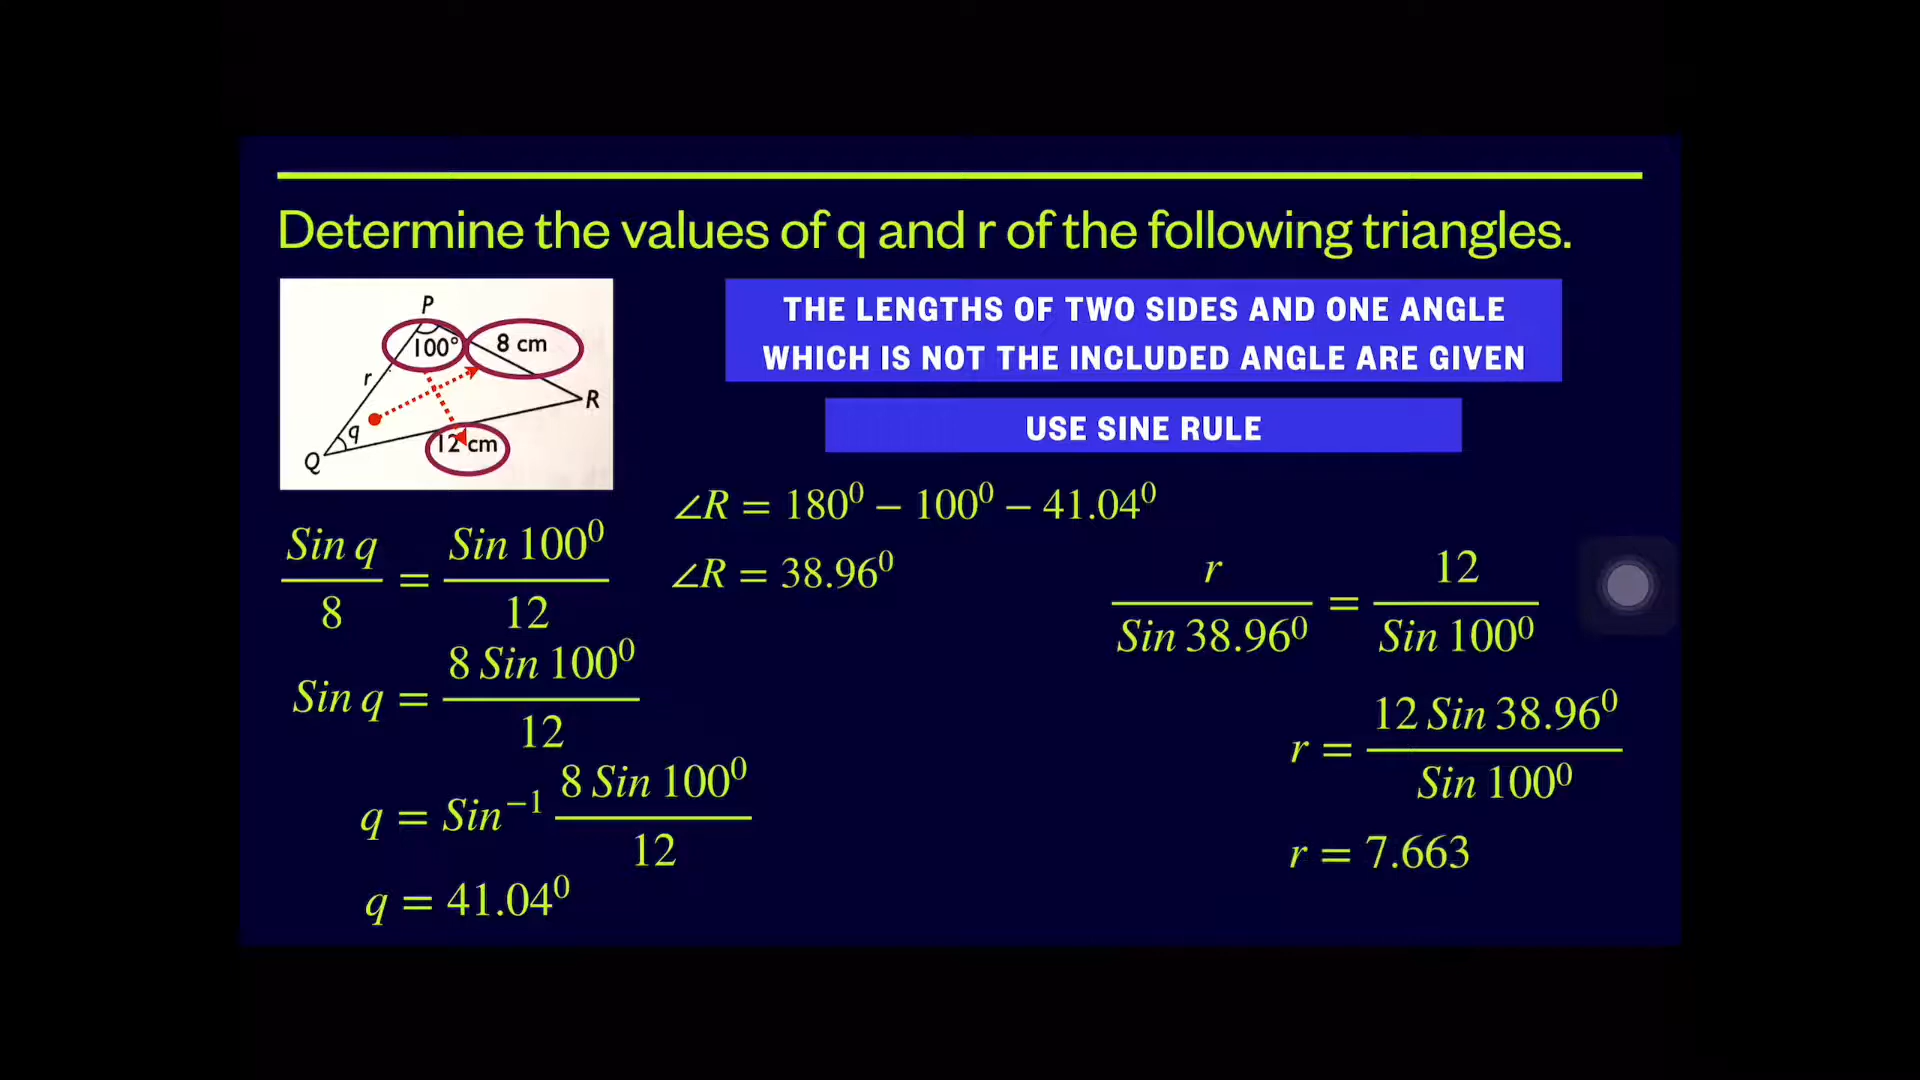 Determine the values of q and r of the following triangles.
P
100°
8 cm
r
R
q
12 cm
Q
THE LENGTHS OF TWO SIDES AND ONE ANGLE
WHICH IS NOT THE INCLUDED ANGLE ARE GIVEN
USE SINE RULE
Sin q / 8 = Sin 100⁰ / 12
Sin q = 8 Sin 100⁰ / 12
q = Sin⁻¹ 8 Sin 100⁰ / 12
q = 41.04⁰
∠R = 180⁰ − 100⁰ − 41.04⁰
∠R = 38.96⁰
r / Sin 38.96⁰ = 12 / Sin 100⁰
r = 12 Sin 38.96⁰ / Sin 100⁰
r = 7.663